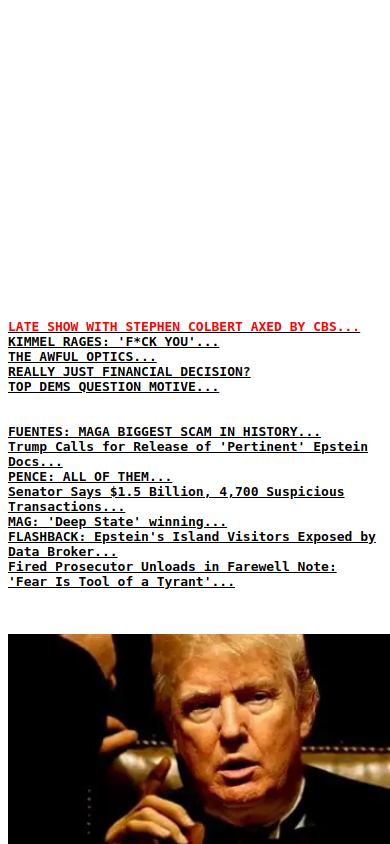 LATE SHOW WITH STEPHEN COLBERT AXED BY CBS...
KIMMEL RAGES: 'F*CK YOU'...
THE AWFUL OPTICS...
REALLY JUST FINANCIAL DECISION?
TOP DEMS QUESTION MOTIVE...
FUENTES: MAGA BIGGEST SCAM IN HISTORY...
Trump Calls for Release of 'Pertinent' Epstein
Docs...
PENCE: ALL OF THEM...
Senator Says $1.5 Billion, 4,700 Suspicious
Transactions...
MAG: 'Deep State' winning...
FLASHBACK: Epstein's Island Visitors Exposed by
Data Broker...
Fired Prosecutor Unloads in Farewell Note:
'Fear Is Tool of a Tyrant'...